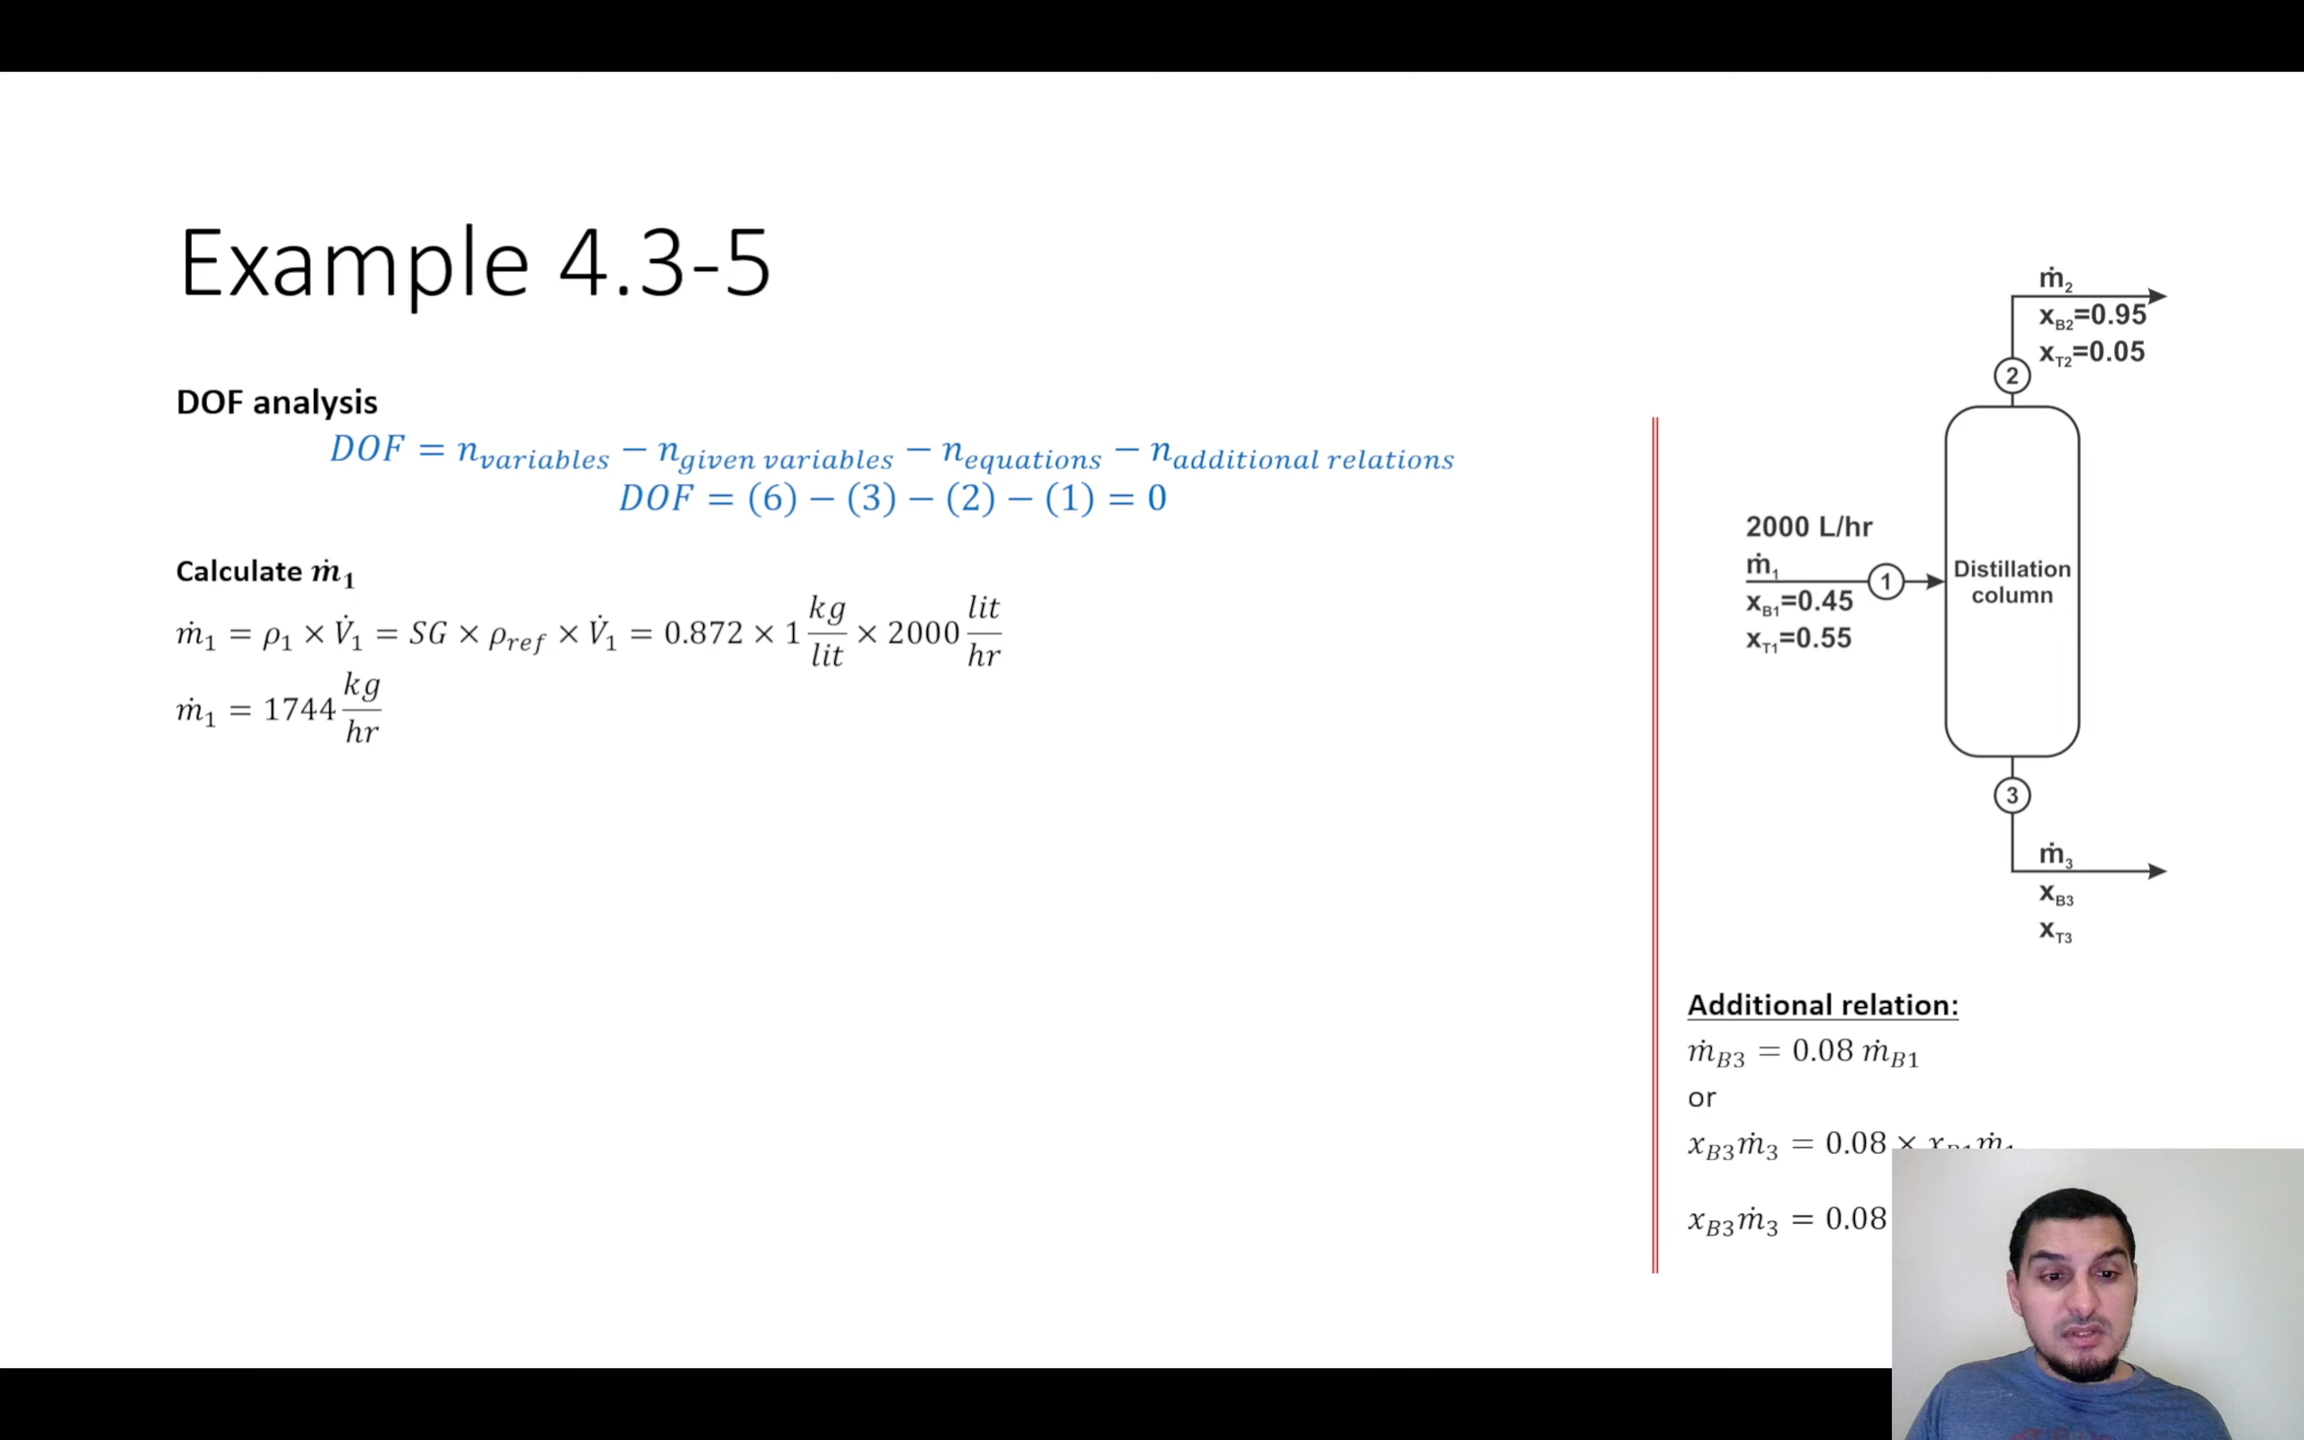 Example 4.3-5
DOF analysis
DOF = n_variables − n_given variables − n_equations − n_additional relations
DOF = (6) − (3) − (2) − (1) = 0
Calculate ṁ₁
ṁ₁ = ρ₁ × V̇₁ = SG × ρ_ref × V̇₁ = 0.872 × 1 kg/lit × 2000 lit/hr
ṁ₁ = 1744 kg/hr
ṁ₂
x_B2=0.95
x_T2=0.05
2
2000 L/hr
ṁ₁
x_B1=0.45
x_T1=0.55
1
Distillation
column
3
ṁ₃
x_B3
x_T3
Additional relation:
ṁ_B3 = 0.08 ṁ_B1
or
x_B3 ṁ₃ = 0.08 ×
x_B3 ṁ₃ = 0.08